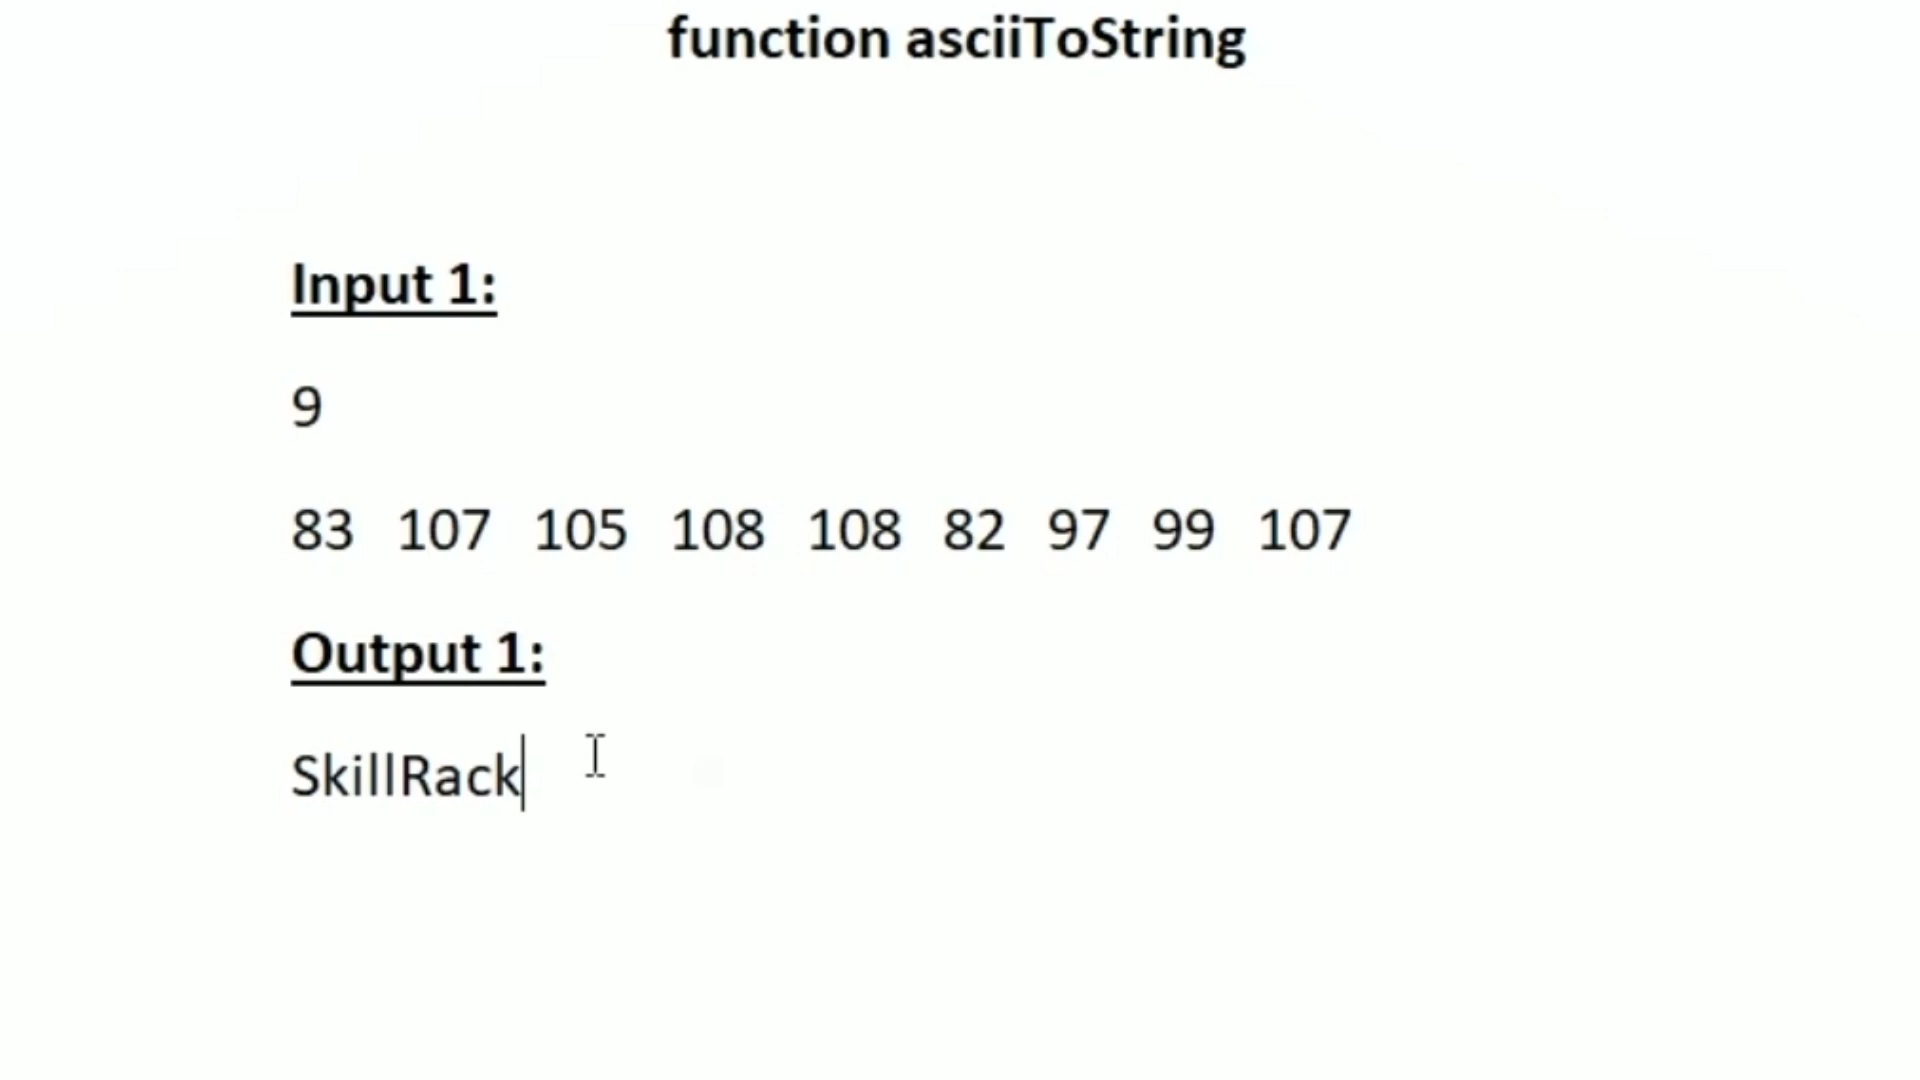 function asciiToString
Input 1:
9
83 107 105 108 108 82 97 99 107
Output 1:
SkillRack